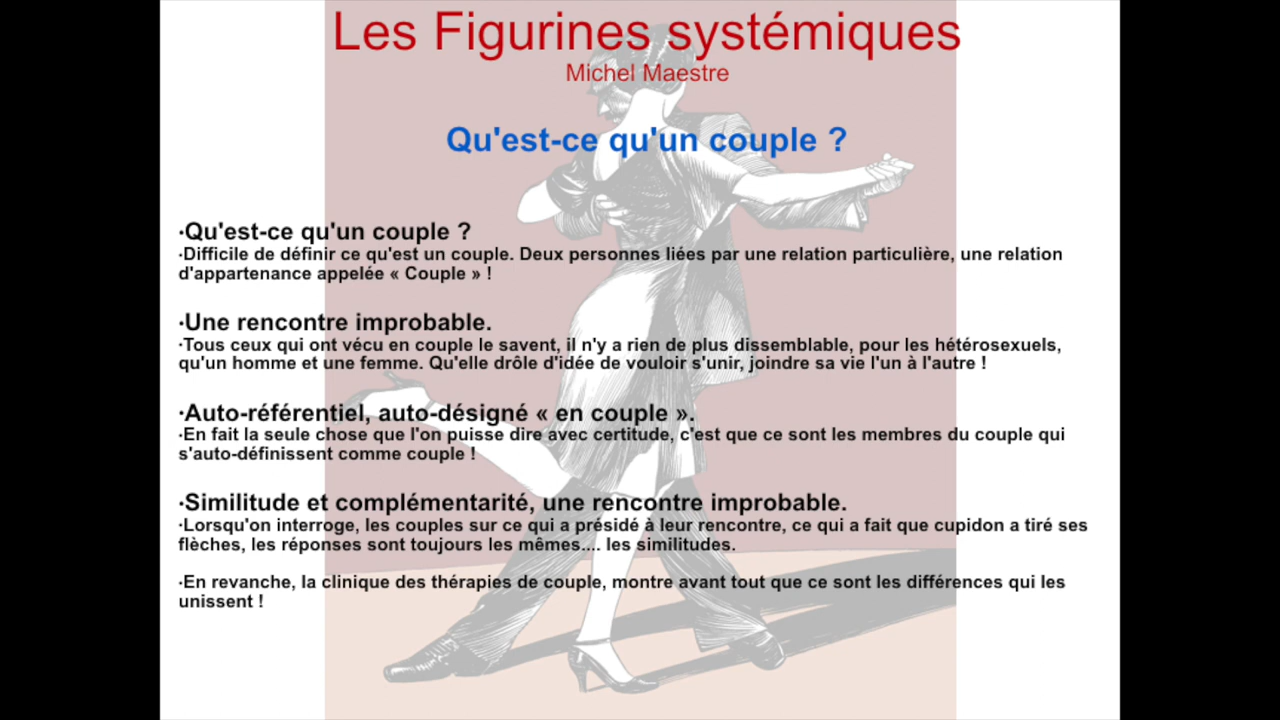 Les Figurines systémiques
Michel Maestre
Qu'est-ce qu'un couple ?
·Qu'est-ce qu'un couple ?
·Difficile de définir ce qu'est un couple. Deux personnes liées par une relation particulière, une relation
d'appartenance appelée « Couple » !
·Une rencontre improbable.
·Tous ceux qui ont vécu en couple le savent, il n'y a rien de plus dissemblable, pour les hétérosexuels,
qu'un homme et une femme. Qu'elle drôle d'idée de vouloir s'unir, joindre sa vie l'un à l'autre !
·Auto-référentiel, auto-désigné « en couple ».
·En fait la seule chose que l'on puisse dire avec certitude, c'est que ce sont les membres du couple qui
s'auto-définissent comme couple !
·Similitude et complémentarité, une rencontre improbable.
·Lorsqu'on interroge, les couples sur ce qui a présidé à leur rencontre, ce qui a fait que cupidon a tiré ses
flèches, les réponses sont toujours les mêmes.... les similitudes.
·En revanche, la clinique des thérapies de couple, montre avant tout que ce sont les différences qui les
unissent !